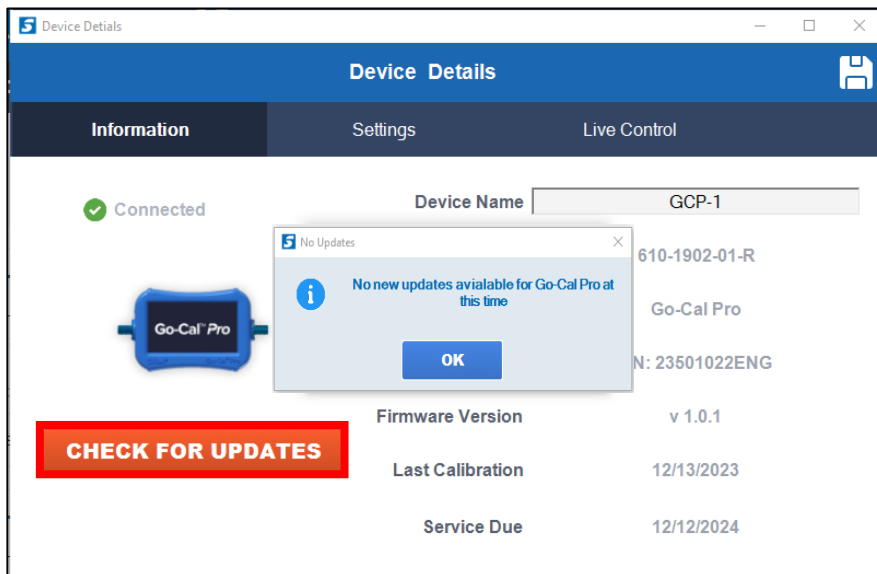 Device Detials
Device Details
Information Settings Live Control
Connected
Device Name GCP-1
No Updates
No new updates avialable for Go-Cal Pro at
this time
OK
610-1902-01-R
Go-Cal Pro
N: 23501022ENG
Go-Cal™ Pro
Firmware Version v 1.0.1
CHECK FOR UPDATES
Last Calibration 12/13/2023
Service Due 12/12/2024